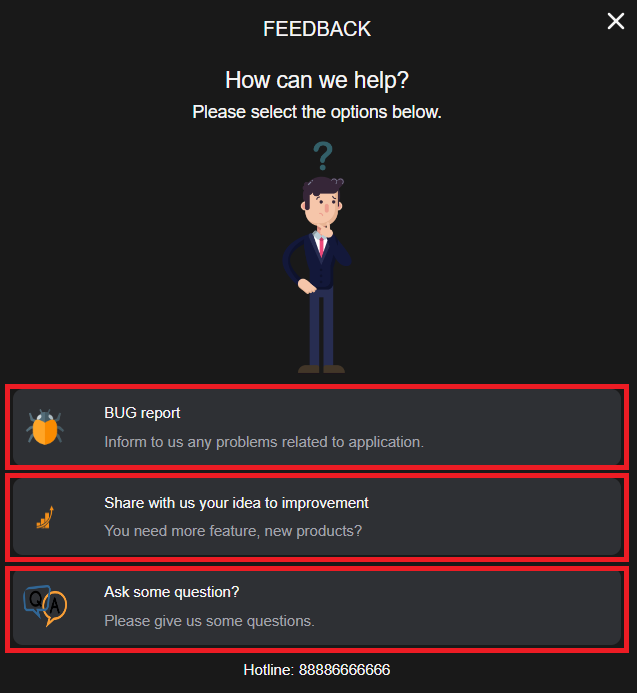 FEEDBACK
How can we help?
Please select the options below.
?
BUG report
Inform to us any problems related to application.
Share with us your idea to improvement
You need more feature, new products?
Q A
Ask some question?
Please give us some questions.
Hotline: 88886666666